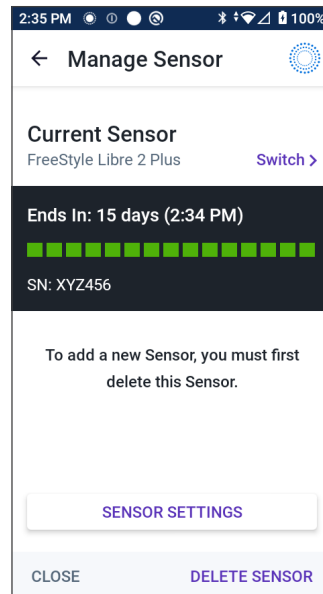 2:35 PM 100%
Manage Sensor
Current Sensor
FreeStyle Libre 2 Plus Switch >
Ends In: 15 days (2:34 PM)
SN: XYZ456
To add a new Sensor, you must first
delete this Sensor.
SENSOR SETTINGS
CLOSE DELETE SENSOR